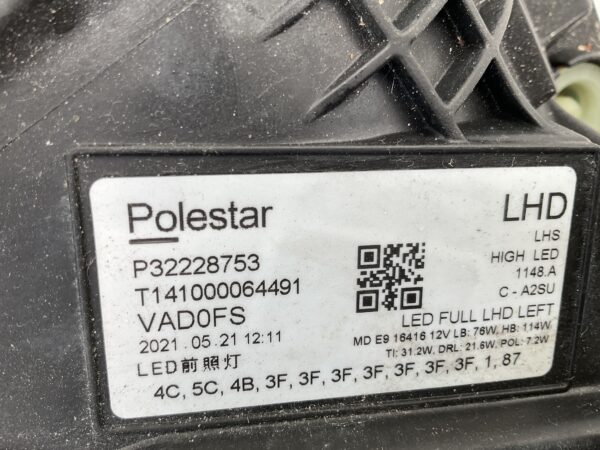 Polestar
LHD
P32228753
T141000064491
VAD0FS
2021.05.21 12:11
LED前照灯
LHS
HIGH LED
1148.A
C - A2SU
LED FULL LHD LEFT
MD E9 16416 12V LB: 76W, HB: 114W
TI: 31.2W, DRL: 21.6W, POL: 7.2W
4C, 5C, 4B, 3F, 3F, 3F, 3F, 3F, 3F, 3F, 1, 87